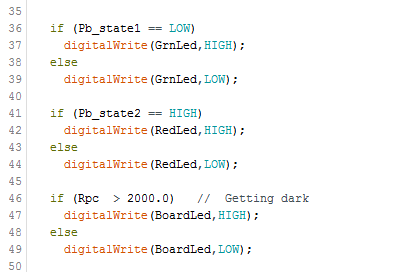 35
36 if (Pb_state1 == LOW)
37 digitalWrite(GrnLed,HIGH);
38 else
39 digitalWrite(GrnLed,LOW);
40
41 if (Pb_state2 == HIGH)
42 digitalWrite(RedLed,HIGH);
43 else
44 digitalWrite(RedLed,LOW);
45
46 if (Rpc  > 2000.0)   //  Getting dark
47 digitalWrite(BoardLed,HIGH);
48 else
49 digitalWrite(BoardLed,LOW);
50